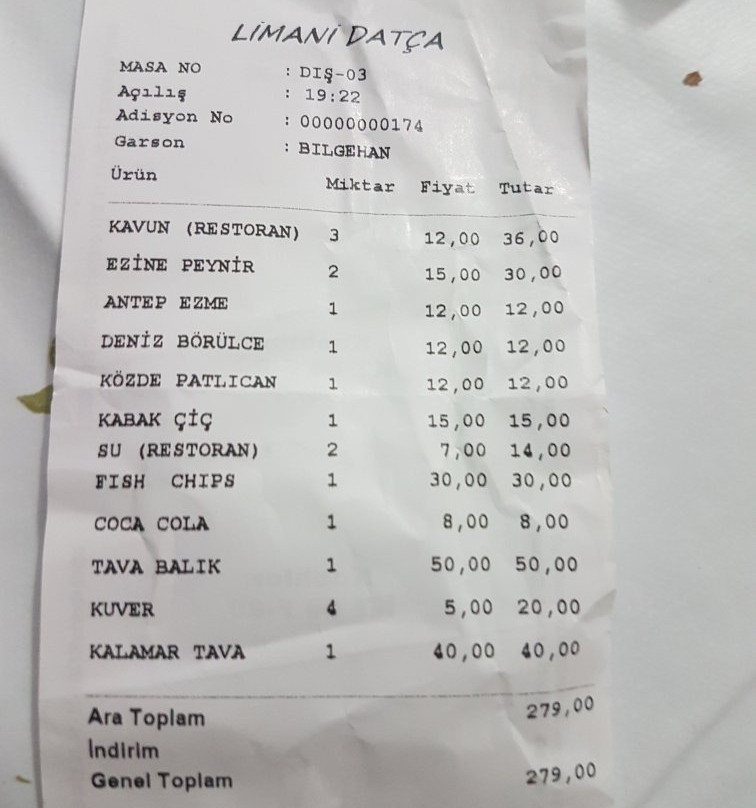 LİMANİ DATÇA
MASA NO : DIŞ-03
Açılış : 19:22
Adisyon No : 00000000174
Garson : BILGEHAN
Ürün Miktar Fiyat Tutar
KAVUN (RESTORAN) 3 12,00 36,00
EZİNE PEYNİR 2 15,00 30,00
ANTEP EZME 1 12,00 12,00
DENİZ BÖRÜLCE 1 12,00 12,00
KÖZDE PATLICAN 1 12,00 12,00
KABAK ÇİÇ 1 15,00 15,00
SU (RESTORAN) 2 7,00 14,00
FISH CHIPS 1 30,00 30,00
COCA COLA 1 8,00 8,00
TAVA BALIK 1 50,00 50,00
KUVER 4 5,00 20,00
KALAMAR TAVA 1 40,00 40,00
Ara Toplam 279,00
İndirim
Genel Toplam 279,00